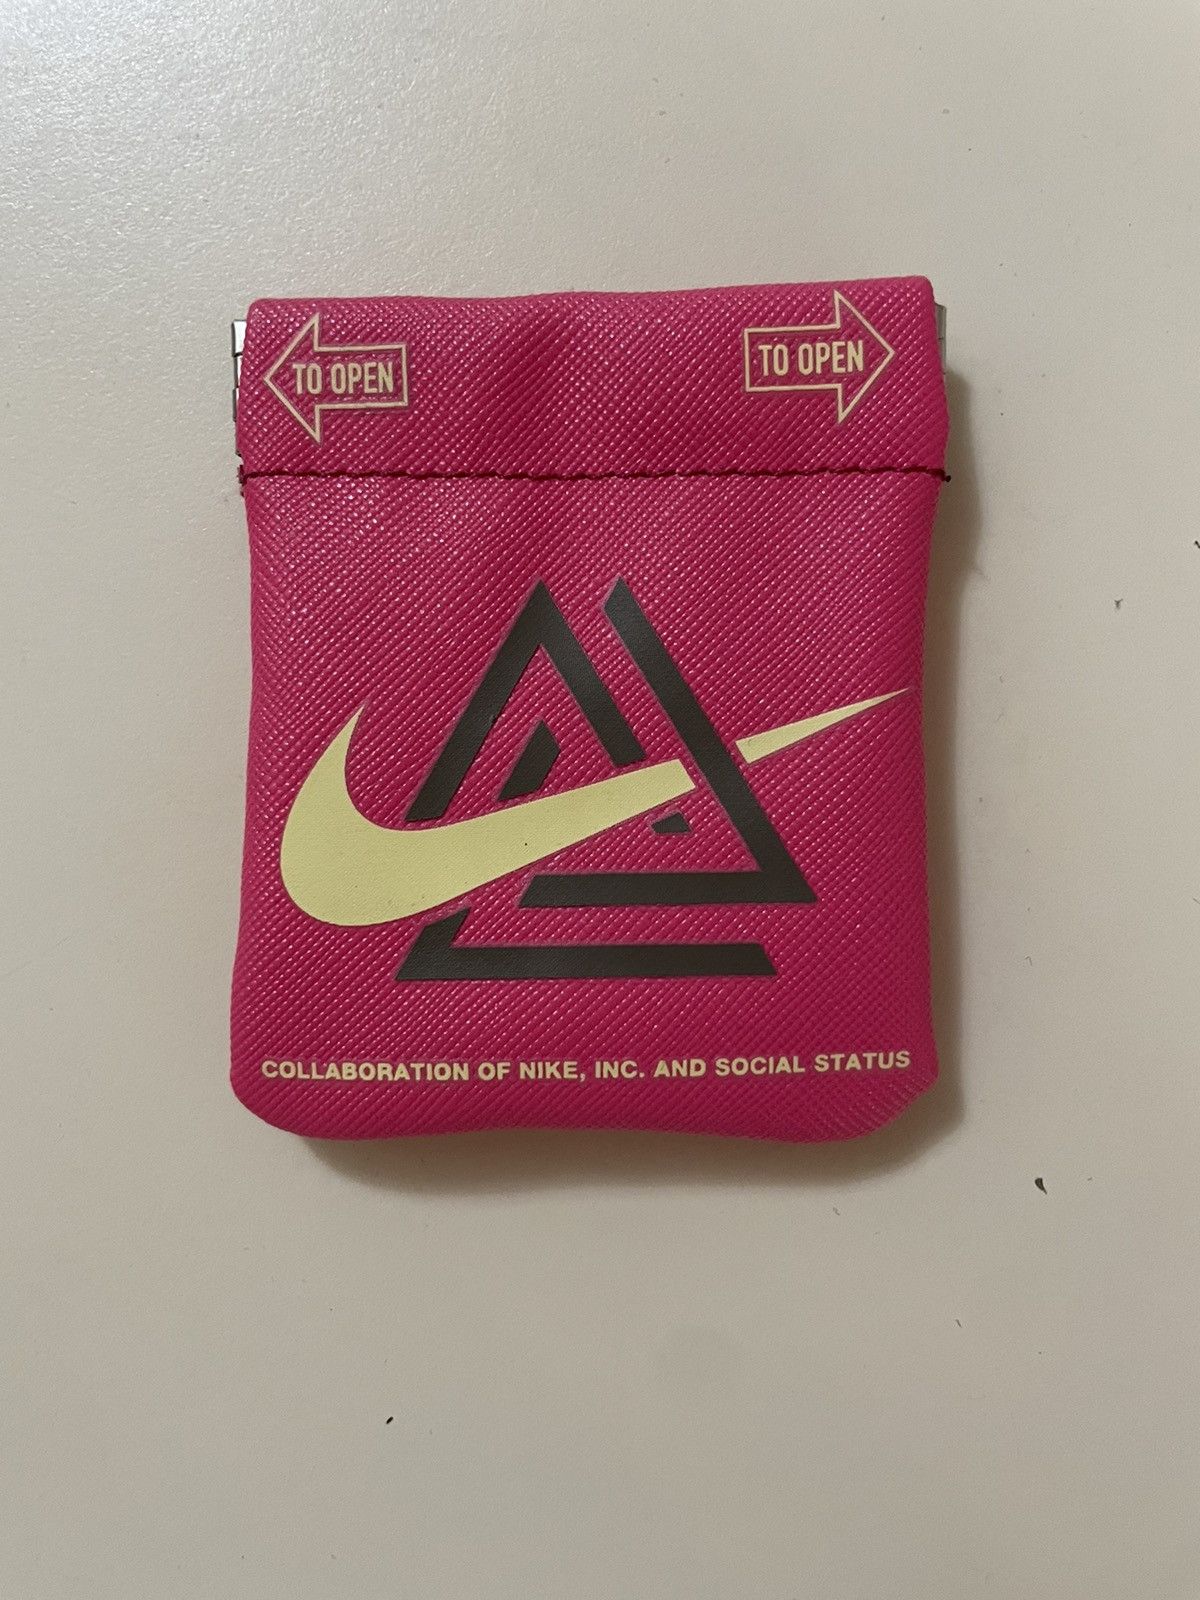 TO OPEN
TO OPEN
COLLABORATION OF NIKE, INC. AND SOCIAL STATUS